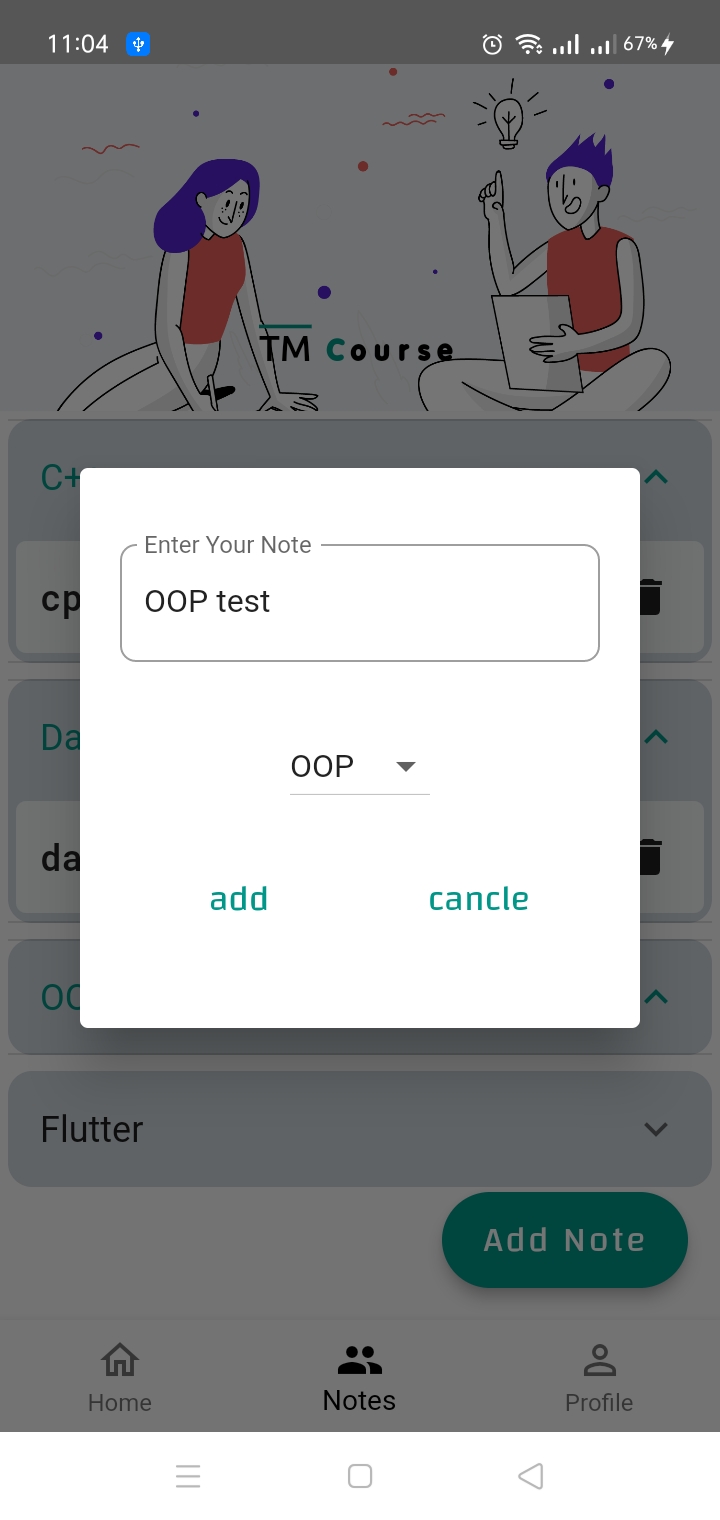 11:04
67%
TM Course
C+
Enter Your Note
cp
OOP test
Da
OOP
da
add
cancle
Flutter
Add Note
Home
Notes
Profile